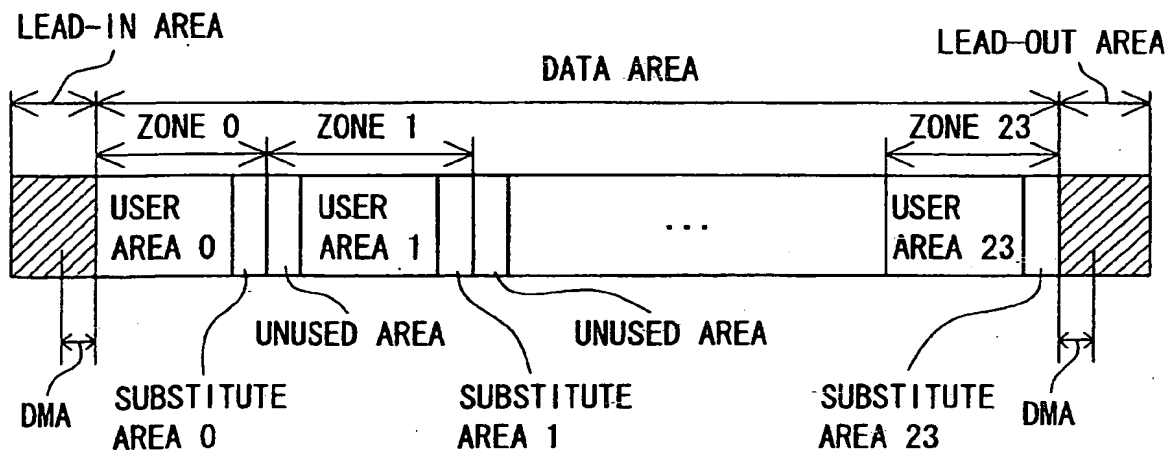 LEAD-IN AREA
LEAD-OUT AREA
DATA AREA
ZONE 0
ZONE 1
ZONE 23
USER
AREA 0
USER
AREA 1
...
USER
AREA 23
UNUSED AREA
UNUSED AREA
DMA
SUBSTITUTE
AREA 0
SUBSTITUTE
AREA 1
SUBSTITUTE
AREA 23
DMA